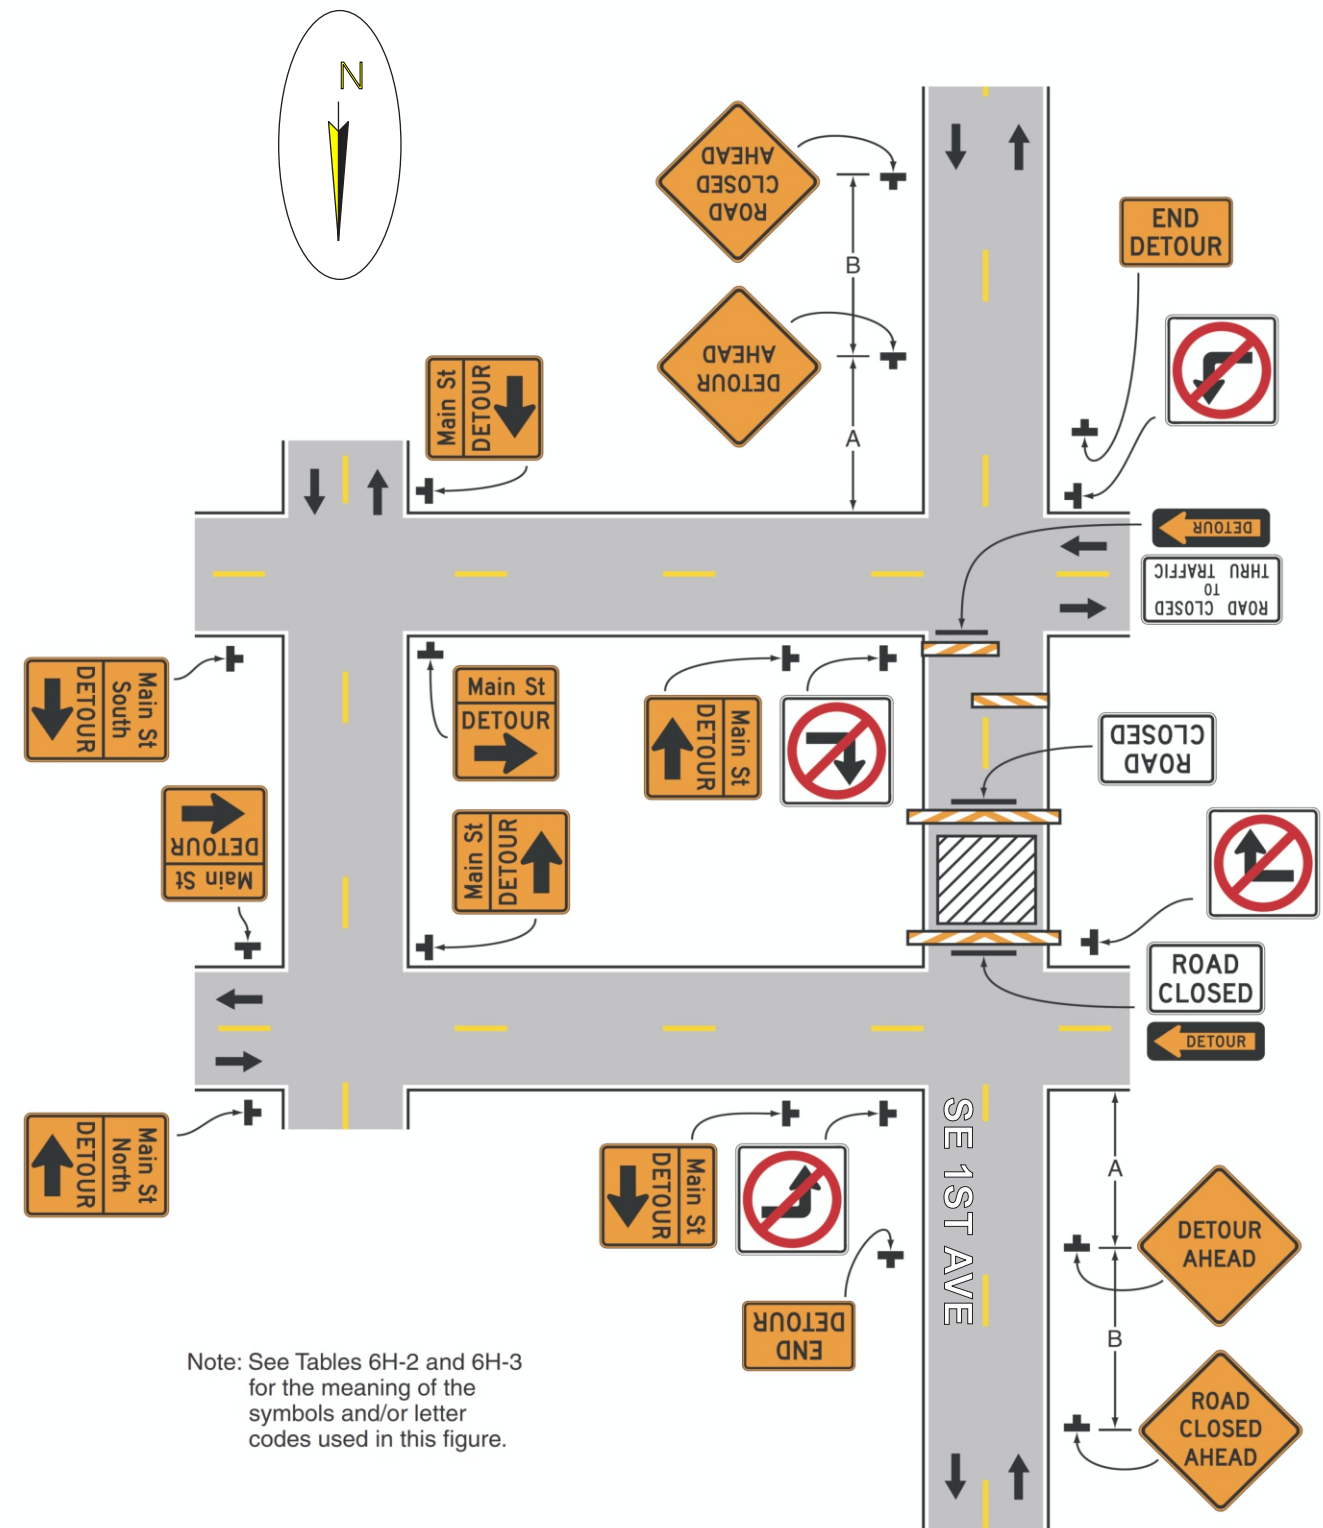 N
ROAD
CLOSED
AHEAD
B
END
DETOUR
DETOUR
AHEAD
A
Main St
DETOUR
DETOUR
ROAD CLOSED
TO
THRU TRAFFIC
Main St
South
DETOUR
Main St
DETOUR
Main St
DETOUR
ROAD
CLOSED
Main St
DETOUR
Main St
DETOUR
ROAD
CLOSED
DETOUR
Main St
North
DETOUR
Main St
DETOUR
SE 1ST AVE
A
DETOUR
AHEAD
END
DETOUR
B
ROAD
CLOSED
AHEAD
Note: See Tables 6H-2 and 6H-3
for the meaning of the
symbols and/or letter
codes used in this figure.